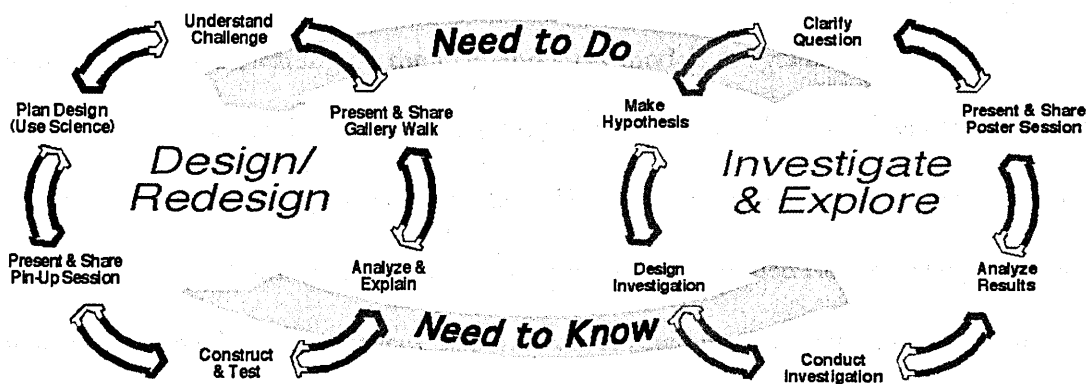 Understand
Challenge
Need to Do
Clarify
Question
Plan Design
(Use Science)
Present & Share
Gallery Walk
Make
Hypothesis
Present & Share
Poster Session
Design/
Redesign
Investigate
& Explore
Present & Share
Pin-Up Session
Analyze &
Explain
Design
Investigation
Analyze
Results
Need to Know
Construct
& Test
Conduct
Investigation